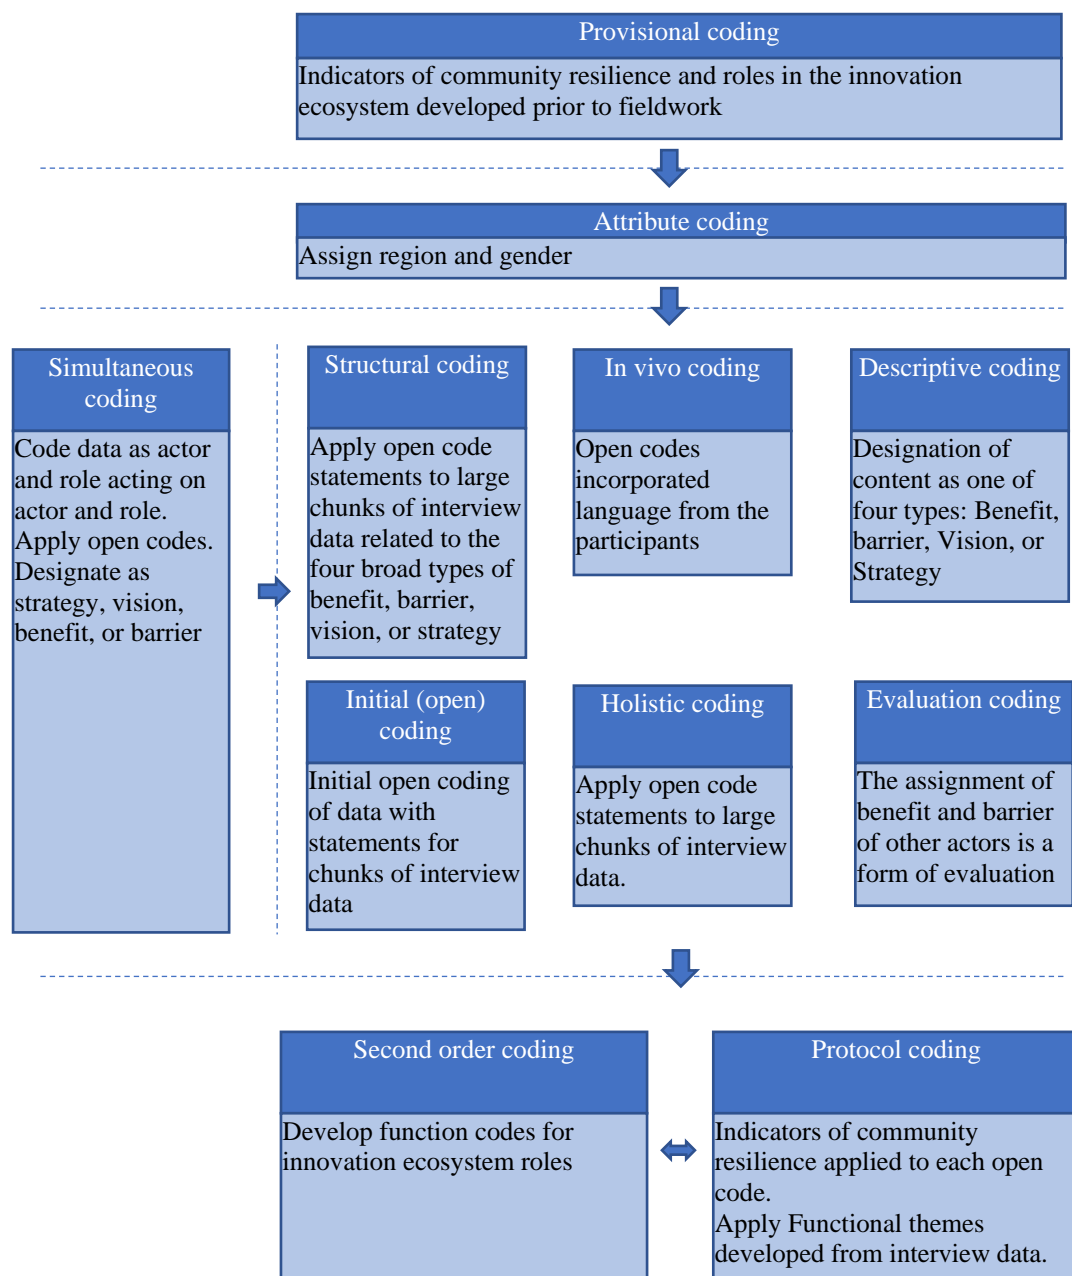 Provisional coding
Indicators of community resilience and roles in the innovation
ecosystem developed prior to fieldwork
Attribute coding
Assign region and gender
Simultaneous
coding
Code data as actor
and role acting on
actor and role.
Apply open codes.
Designate as
strategy, vision,
benefit, or barrier
Structural coding
Apply open code
statements to large
chunks of interview
data related to the
four broad types of
benefit, barrier,
vision, or strategy
In vivo coding
Open codes
incorporated
language from the
participants
Descriptive coding
Designation of
content as one of
four types: Benefit,
barrier, Vision, or
Strategy
Initial (open)
coding
Initial open coding
of data with
statements for
chunks of interview
data
Holistic coding
Apply open code
statements to large
chunks of interview
data.
Evaluation coding
The assignment of
benefit and barrier
of other actors is a
form of evaluation
Second order coding
Develop function codes for
innovation ecosystem roles
Protocol coding
Indicators of community
resilience applied to each open
code.
Apply Functional themes
developed from interview data.